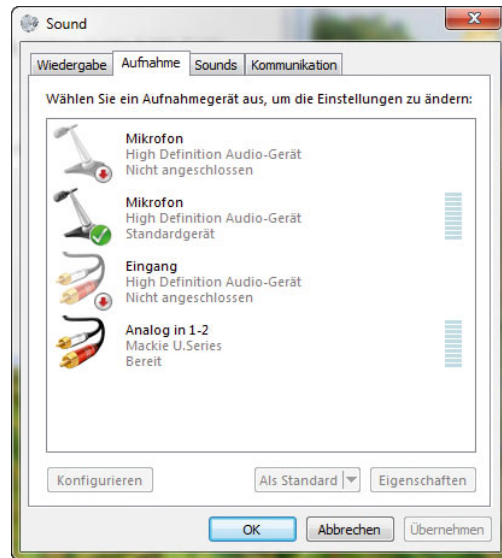 Sound
Wiedergabe Aufnahme Sounds Kommunikation
Wählen Sie ein Aufnahmegerät aus, um die Einstellungen zu ändern:
Mikrofon
High Definition Audio-Gerät
Nicht angeschlossen
Mikrofon
High Definition Audio-Gerät
Standardgerät
Eingang
High Definition Audio-Gerät
Nicht angeschlossen
Analog in 1-2
Mackie U.Series
Bereit
Konfigurieren Als Standard Eigenschaften
OK Abbrechen Übernehmen